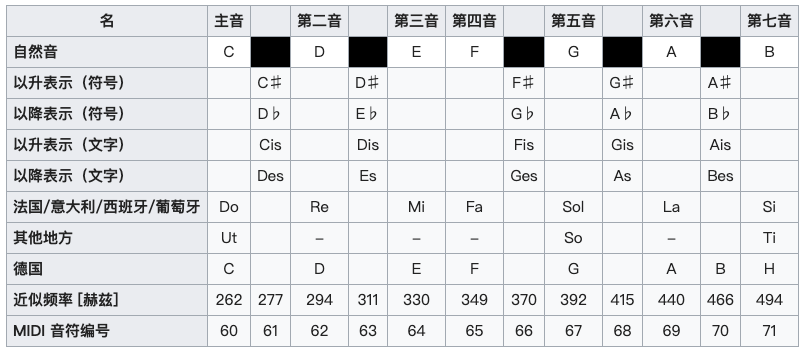 名 主音 第二音 第三音 第四音 第五音 第六音 第七音
自然音 C D E F G A B
以升表示（符号） C♯ D♯ F♯ G♯ A♯
以降表示（符号） D♭ E♭ G♭ A♭ B♭
以升表示（文字） Cis Dis Fis Gis Ais
以降表示（文字） Des Es Ges As Bes
法国/意大利/西班牙/葡萄牙 Do Re Mi Fa Sol La Si
其他地方 Ut – – – So – Ti
德国 C D E F G A B H
近似频率 [赫兹] 262 277 294 311 330 349 370 392 415 440 466 494
MIDI 音符编号 60 61 62 63 64 65 66 67 68 69 70 71